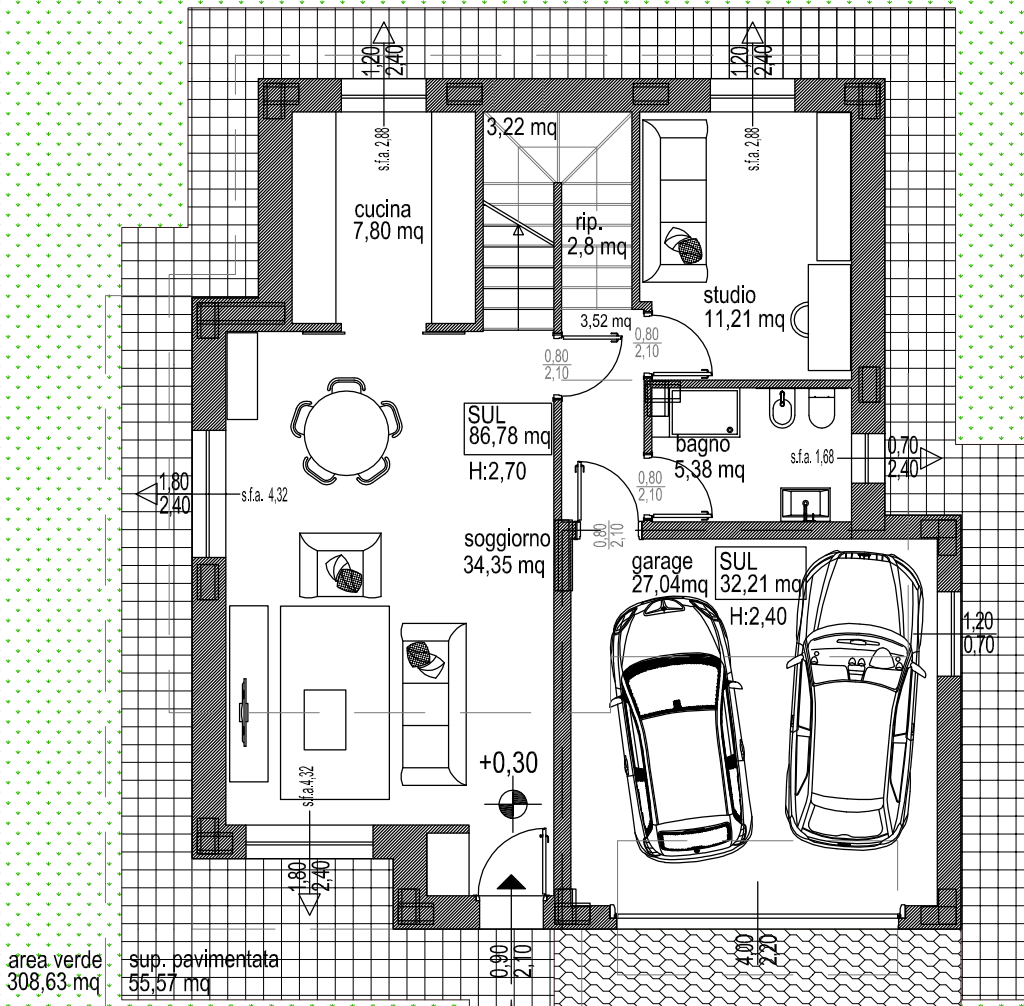 1,20
2,40
1,20
2,40
s.f.a. 2,88
3,22 mq
s.f.a. 2,88
cucina
7,80 mq
rip.
2,8 mq
studio
11,21 mq
3,52 mq
0,80
2,10
0,80
2,10
SUL
86,78 mq
H:2,70
bagno
5,38 mq
s.f.a. 1,68
0,70
2,40
1,80
2,40
s.f.a. 4,32
0,80
2,10
0,80
2,10
soggiorno
34,35 mq
garage
27,04mq
SUL
32,21 mq
H:2,40
1,20
0,70
+0,30
s.f.a.4,32
1,80
2,40
0,90
2,10
4,00
2,20
area verde
308,63 mq
sup. pavimentata
55,57 mq